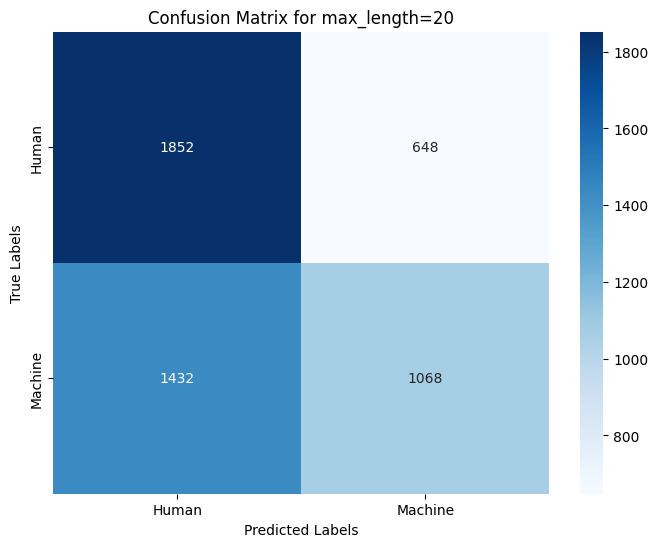 Confusion Matrix for max_length=20
True Labels
Human
Machine
1852
648
1432
1068
Human
Machine
Predicted Labels
1800
1600
1400
1200
1000
800